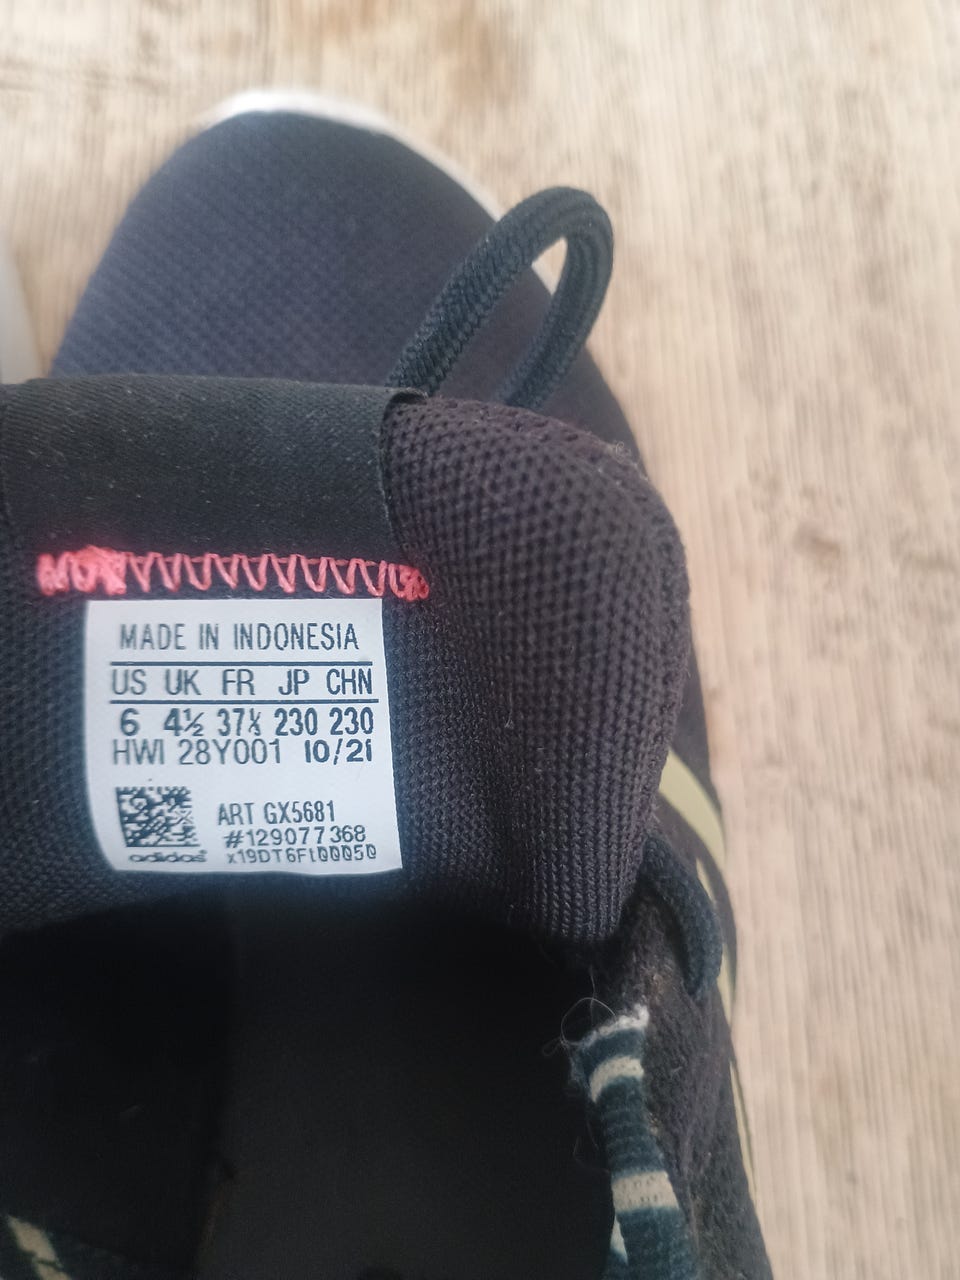 MADE IN INDONESIA
US UK FR JP CHN
6 4½ 37⅓ 230 230
HWI 28Y001 10/21
ART GX5681
#129077368
adidas x19DT6Ft00050